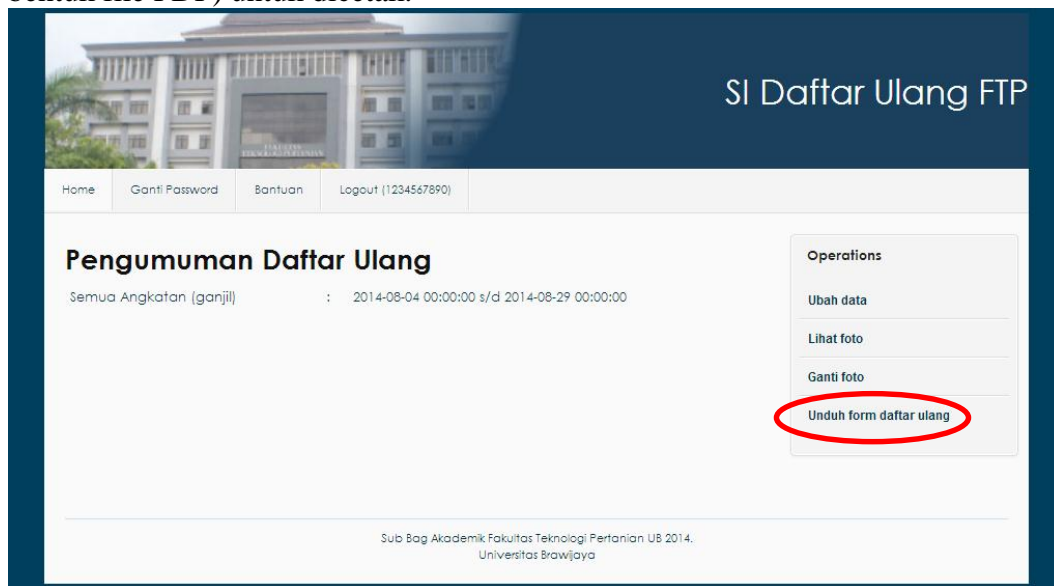 SI Daftar Ulang FTP
Home Ganti Password Bantuan Logout (1234567890)
Pengumuman Daftar Ulang
Semua Angkatan (ganjil) : 2014-08-04 00:00:00 s/d 2014-08-29 00:00:00
Operations
Ubah data
Lihat foto
Ganti foto
Unduh form daftar ulang
Sub Bag Akademik Fakultas Teknologi Pertanian UB 2014.
Universitas Brawijaya